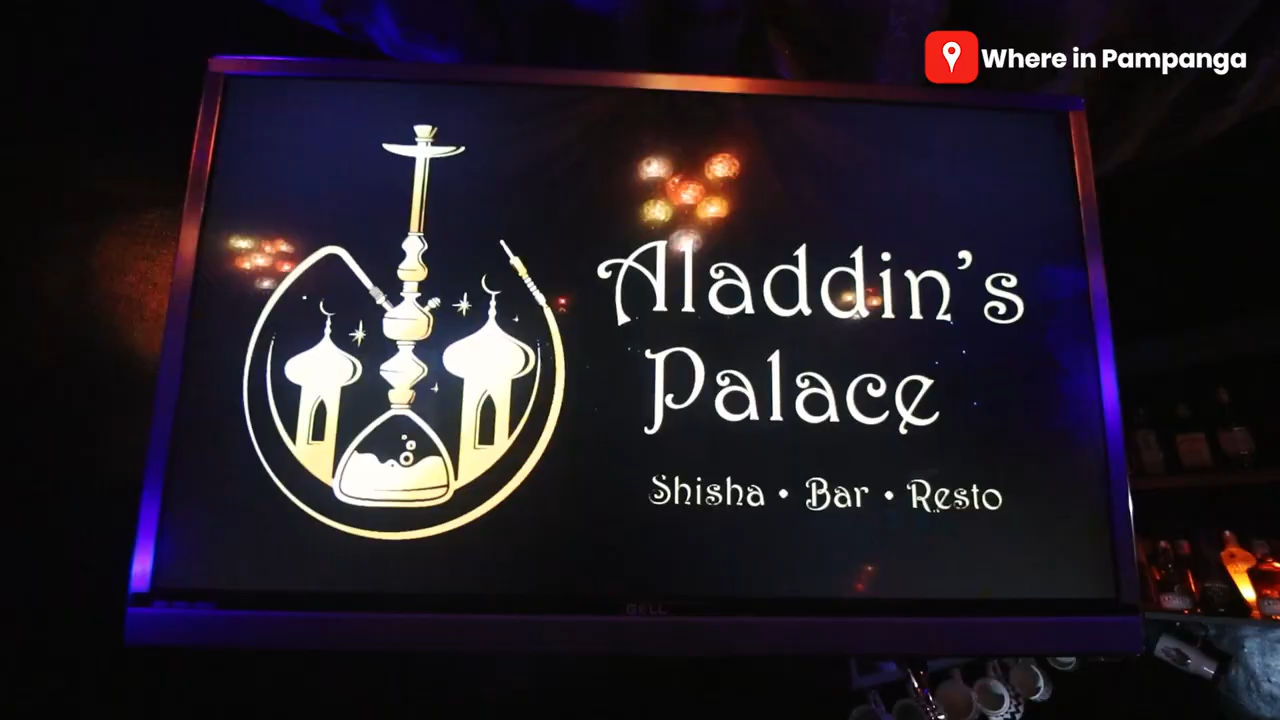 Where in Pampanga
Aladdin's
Palace
Shisha • Bar • Resto